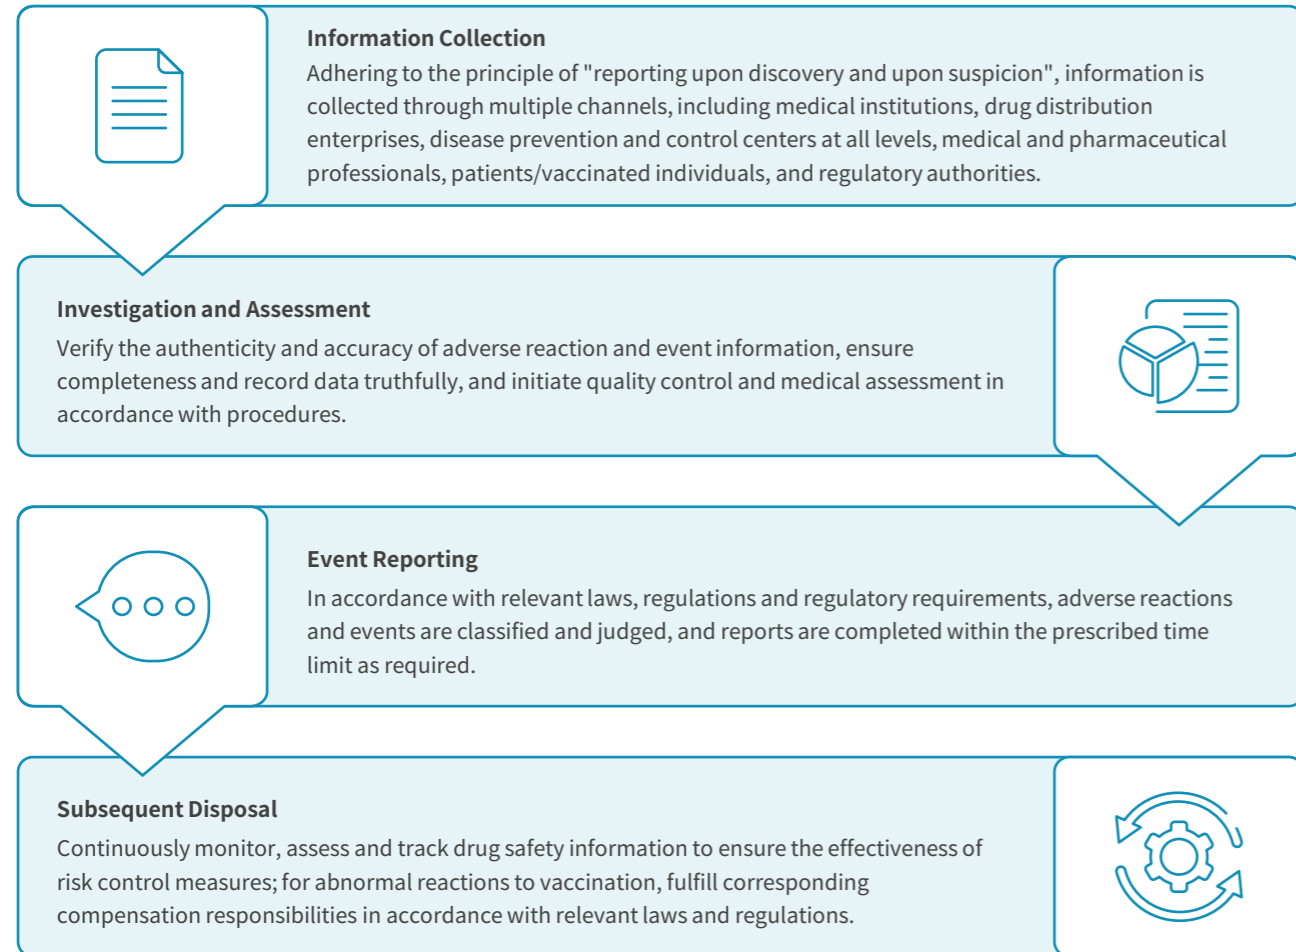 Information Collection
Adhering to the principle of "reporting upon discovery and upon suspicion", information is
collected through multiple channels, including medical institutions, drug distribution
enterprises, disease prevention and control centers at all levels, medical and pharmaceutical
professionals, patients/vaccinated individuals, and regulatory authorities.
Investigation and Assessment
Verify the authenticity and accuracy of adverse reaction and event information, ensure
completeness and record data truthfully, and initiate quality control and medical assessment in
accordance with procedures.
Event Reporting
In accordance with relevant laws, regulations and regulatory requirements, adverse reactions
and events are classified and judged, and reports are completed within the prescribed time
limit as required.
Subsequent Disposal
Continuously monitor, assess and track drug safety information to ensure the effectiveness of
risk control measures; for abnormal reactions to vaccination, fulfill corresponding
compensation responsibilities in accordance with relevant laws and regulations.